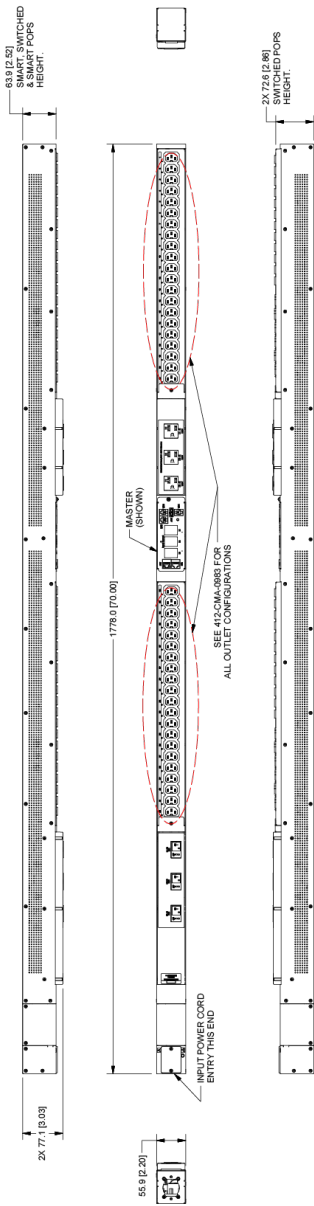 63.9 [2.52]
SMART, SWITCHED
& SMART POPS
HEIGHT.
2X 77.1 [3.03]
1778.0 [70.00]
MASTER
(SHOWN)
SEE 412-CMA-0983 FOR
ALL OUTLET CONFIGURATIONS
INPUT POWER CORD
ENTRY THIS END
55.9 [2.20]
2X 72.6 [2.86]
SWITCHED POPS
HEIGHT.